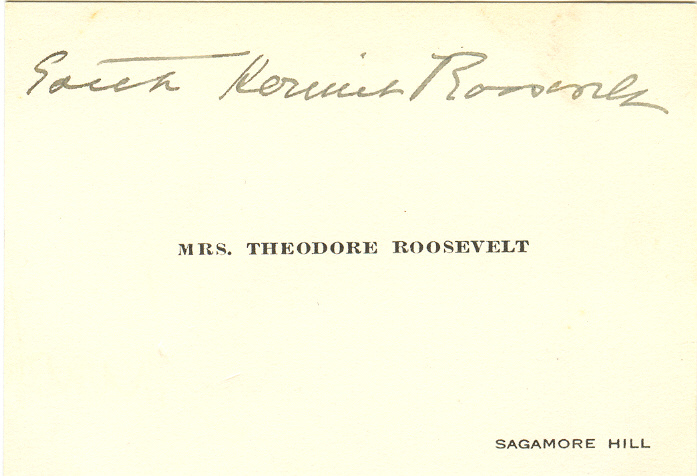 Edith Kermit Roosevelt
MRS. THEODORE ROOSEVELT
SAGAMORE HILL